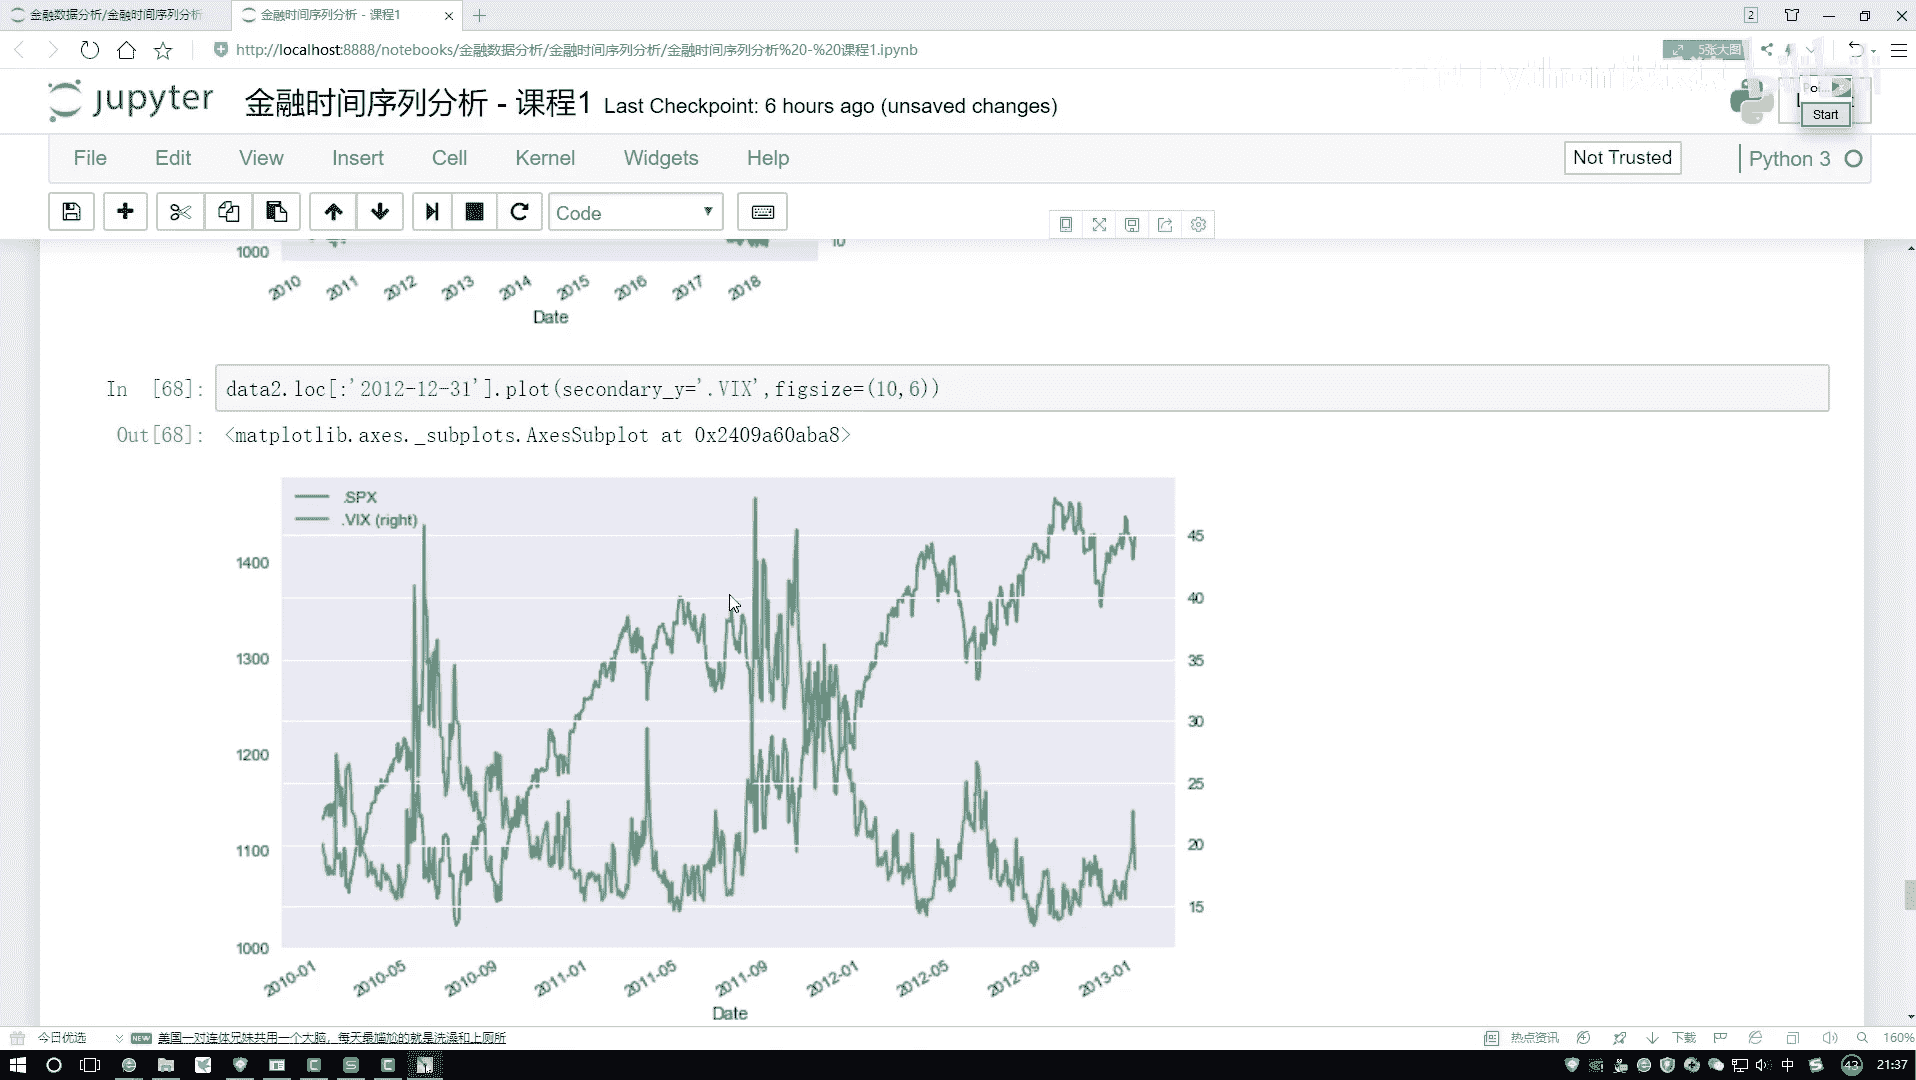 金融数据分析/金融时间序列分析
金融时间序列分析 - 课程1
2
http://localhost:8888/notebooks/金融数据分析/金融时间序列分析/金融时间序列分析%20-%20课程1.ipynb
5张大图
jupyter
金融时间序列分析 - 课程1 Last Checkpoint: 6 hours ago (unsaved changes)
Start
File Edit View Insert Cell Kernel Widgets Help
Not Trusted
Python 3
Code
1000
10
2010 2011 2012 2013 2014 2015 2016 2017 2018
Date
In [68]: data2.loc[:'2012-12-31'].plot(secondary_y='.VIX',figsize=(10,6))
Out[68]: <matplotlib.axes._subplots.AxesSubplot at 0x2409a60aba8>
.SPX
.VIX (right)
1400
1300
1200
1100
1000
45
40
35
30
25
20
15
2010-01 2010-05 2010-09 2011-01 2011-05 2011-09 2012-01 2012-05 2012-09 2013-01
Date
今日优选
NEW 美国一对连体兄妹共用一个大脑，每天最尴尬的就是洗澡和上厕所
热点资讯
下载
160%
中
43
21:37